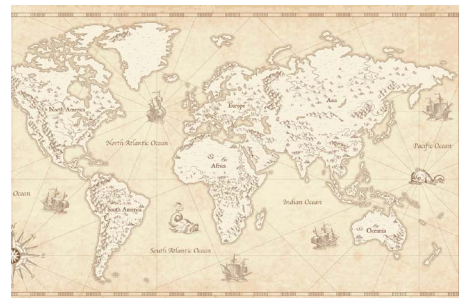 North America
Europe
Asia
North Atlantic Ocean
Pacific Ocean
Africa
Ocean
Indian Ocean
South America
Oceania
South Atlantic Ocean